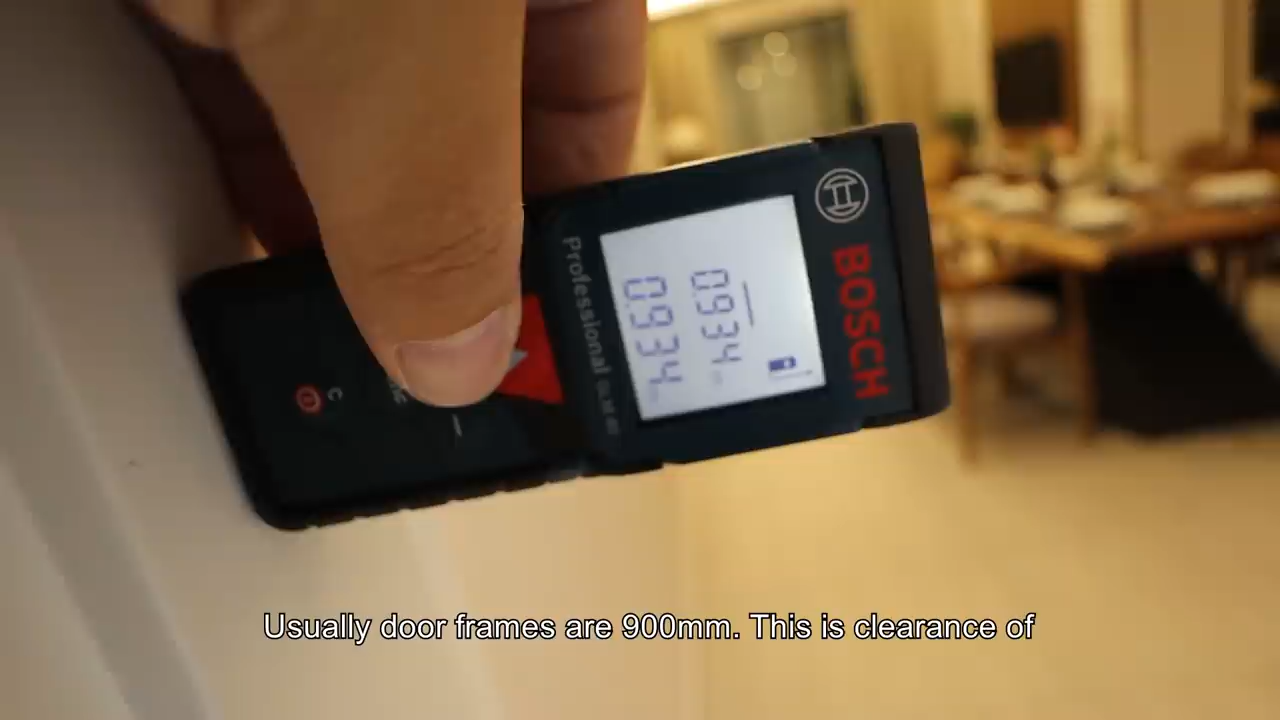 BOSCH
0.934
0.934
Professional
C
Usually door frames are 900mm. This is clearance of